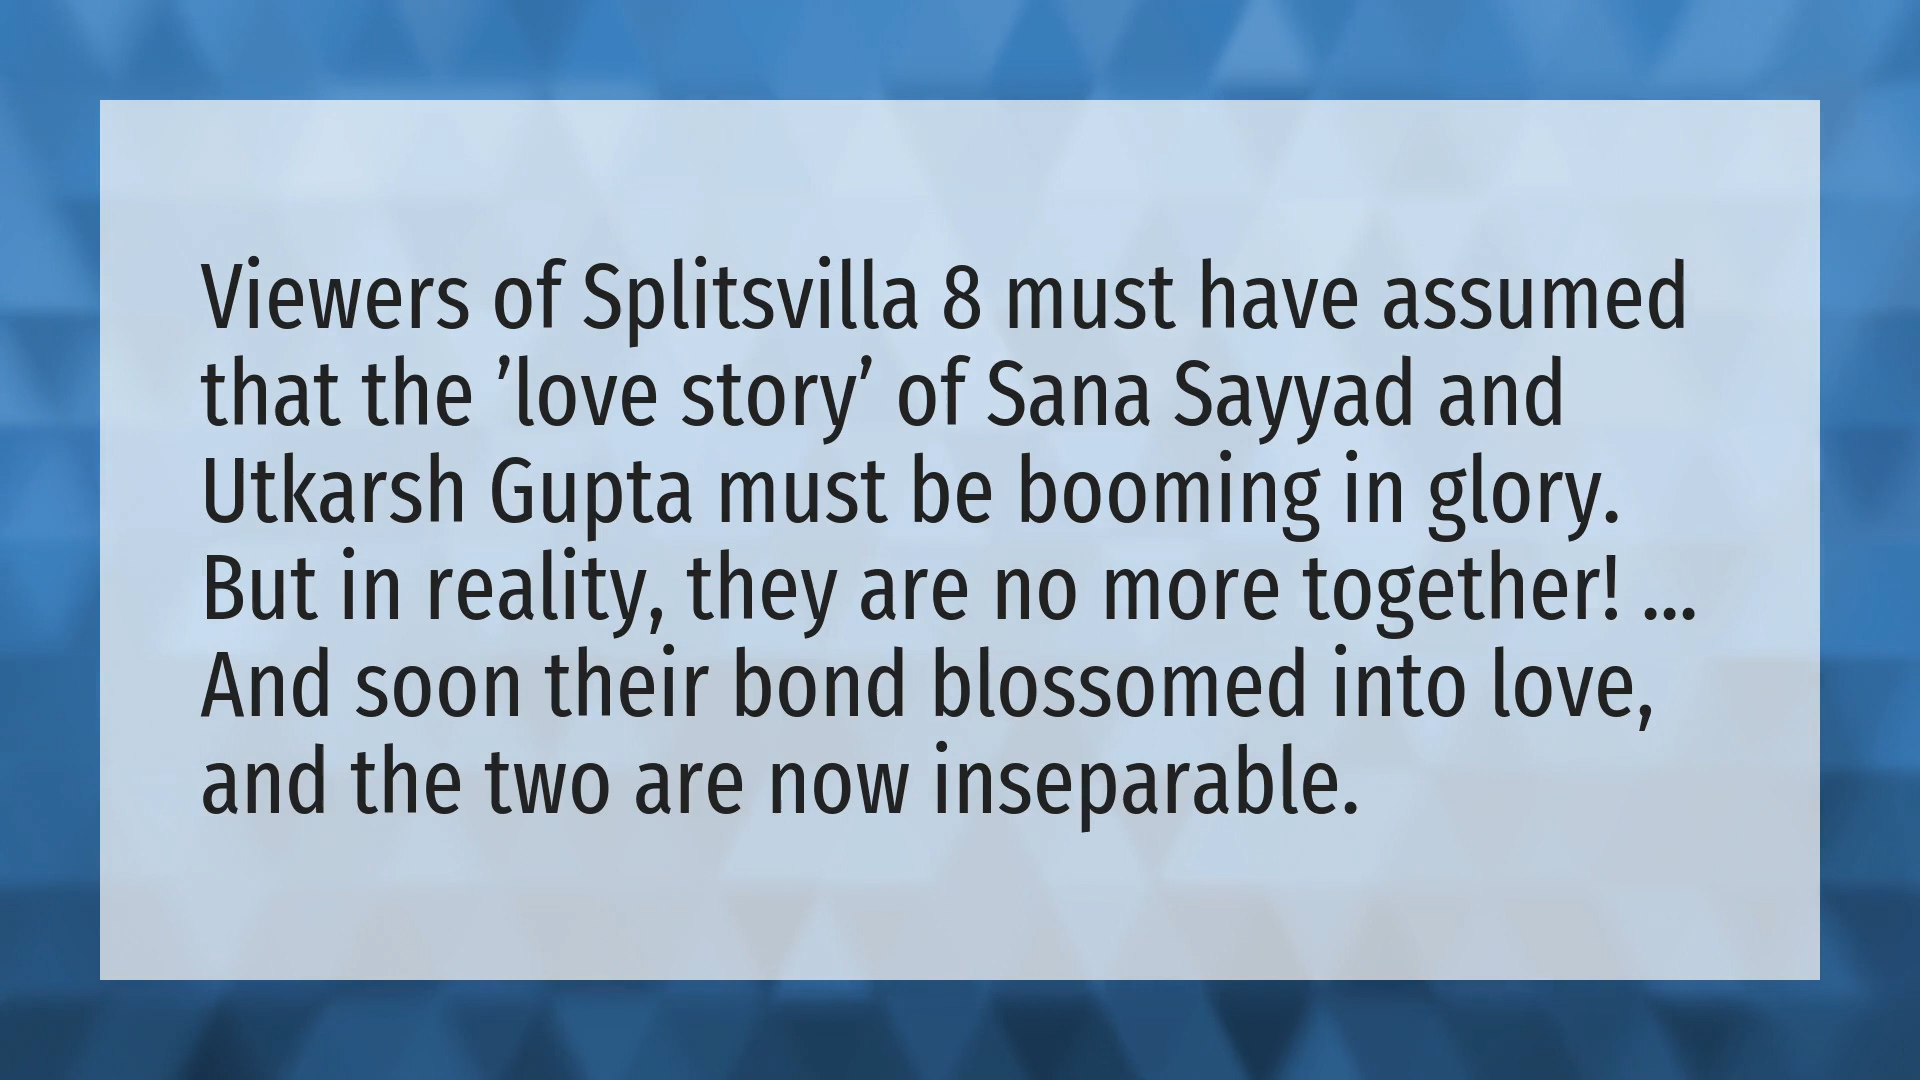 Viewers of Splitsvilla 8 must have assumed
that the ’love story’ of Sana Sayyad and
Utkarsh Gupta must be booming in glory.
But in reality, they are no more together! ...
And soon their bond blossomed into love,
and the two are now inseparable.